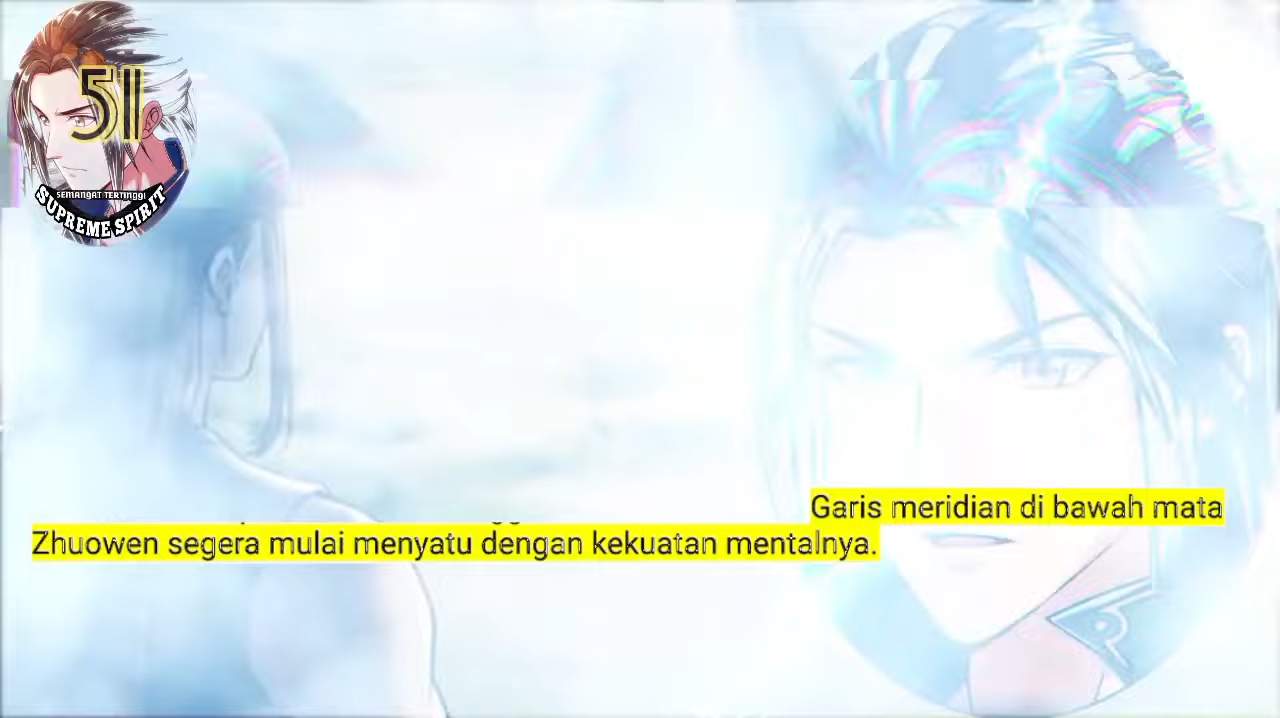 51
SEMANGAT TERTINGGI
SUPREME SPIRIT
Garis meridian di bawah mata
Zhuowen segera mulai menyatu dengan kekuatan mentalnya.